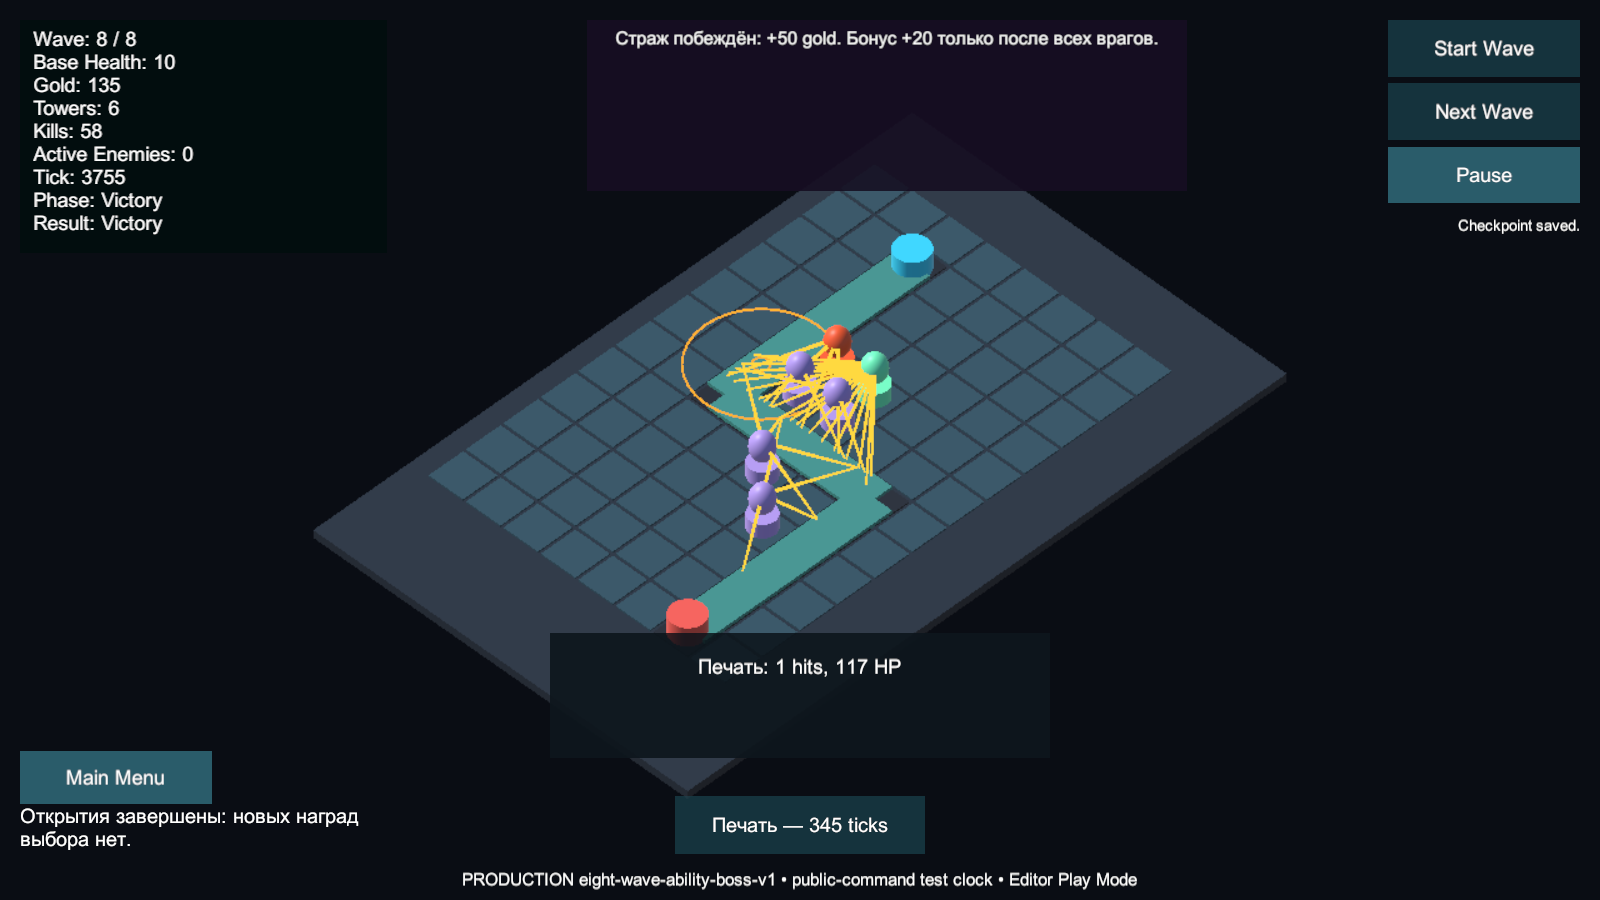 Wave: 8 / 8
Base Health: 10
Gold: 135
Towers: 6
Kills: 58
Active Enemies: 0
Tick: 3755
Phase: Victory
Result: Victory
Страж побеждён: +50 gold. Бонус +20 только после всех врагов.
Start Wave
Next Wave
Pause
Checkpoint saved.
Печать: 1 hits, 117 HP
Main Menu
Открытия завершены: новых наград
выбора нет.
Печать — 345 ticks
PRODUCTION eight-wave-ability-boss-v1 • public-command test clock • Editor Play Mode